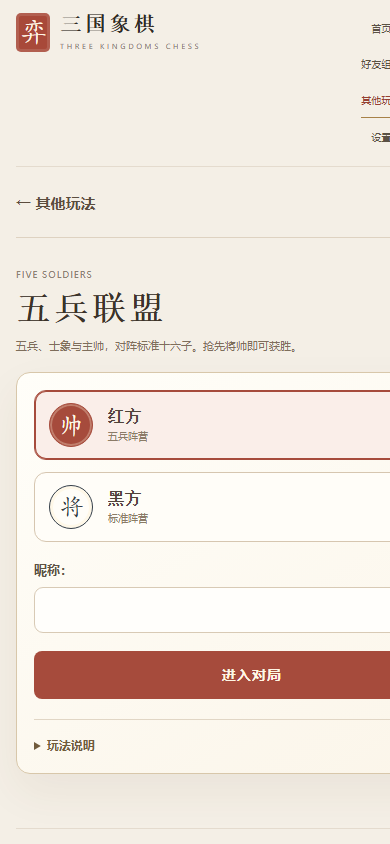 弈
三国象棋
THREE KINGDOMS CHESS
首页
好友组
其他玩
设置
← 其他玩法
FIVE SOLDIERS
五兵联盟
五兵、士象与主帅，对阵标准十六子。抢先将帅即可获胜。
帅
红方
五兵阵营
将
黑方
标准阵营
昵称：
进入对局
▶ 玩法说明